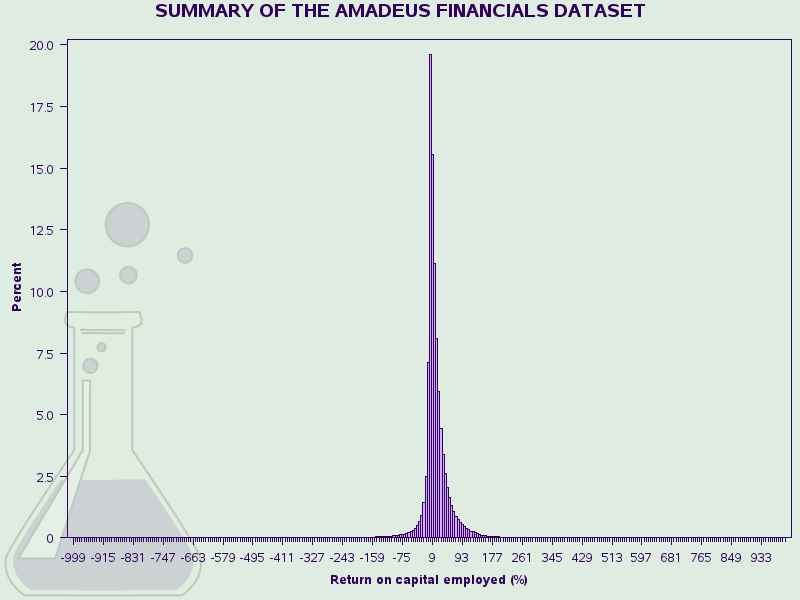 SUMMARY OF THE AMADEUS FINANCIALS DATASET
20.0
17.5
15.0
12.5
10.0
7.5
5.0
2.5
0
Percent
-999 -915 -831 -747 -663 -579 -495 -411 -327 -243 -159 -75 9 93 177 261 345 429 513 597 681 765 849 933
Return on capital employed (%)